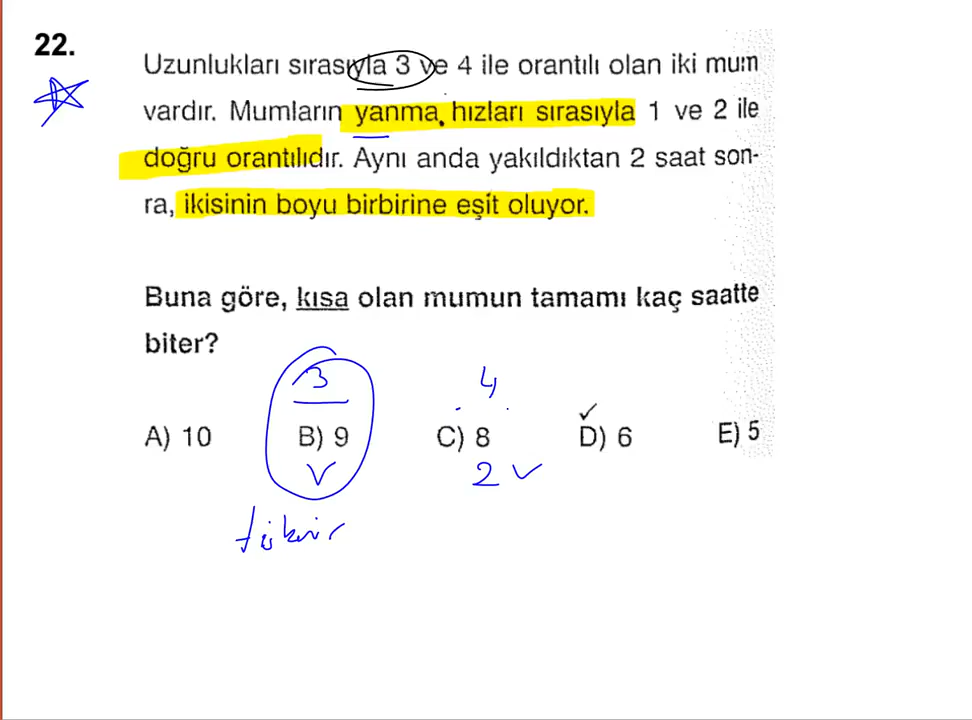 22.
Uzunlukları sırasıyla 3 ve 4 ile orantılı olan iki mum
vardır. Mumların yanma hızları sırasıyla 1 ve 2 ile
doğru orantılıdır. Aynı anda yakıldıktan 2 saat son-
ra, ikisinin boyu birbirine eşit oluyor.
Buna göre, kısa olan mumun tamamı kaç saatte
biter?
3 4
A) 10 B) 9 C) 8 D) 6 E) 5
V 2V
tükenir